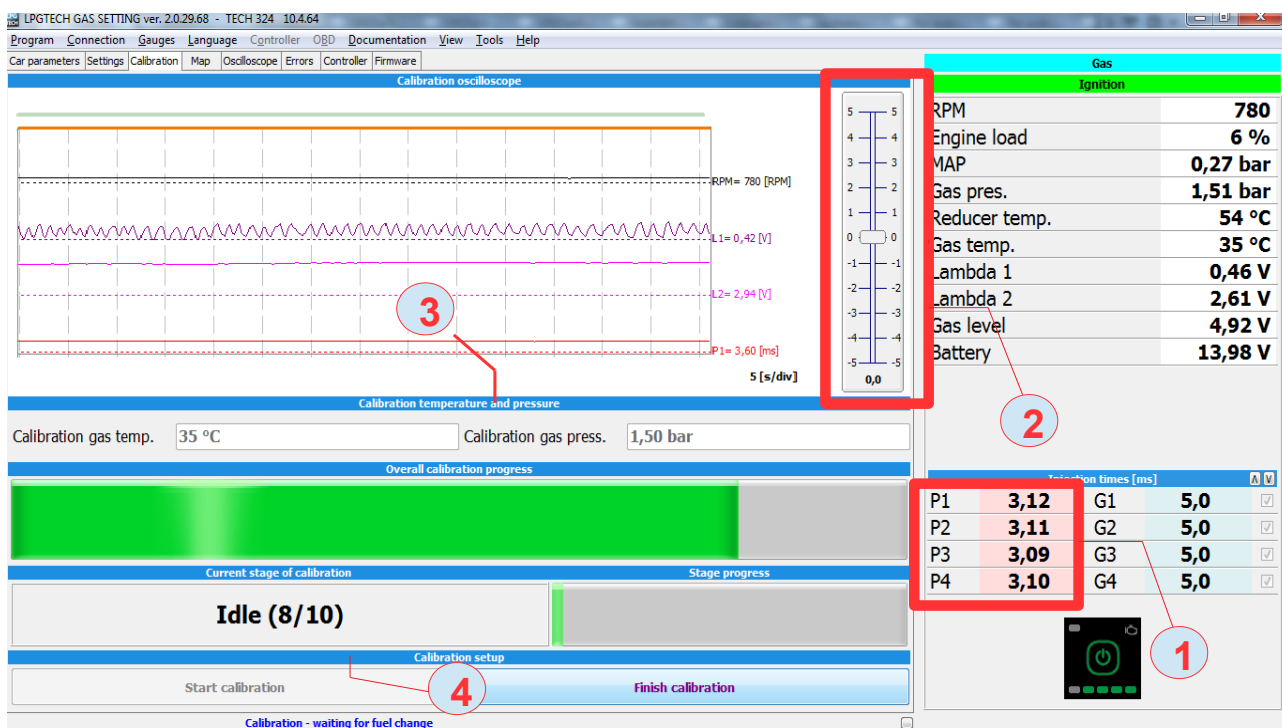 LPGTECH GAS SETTING ver. 2.0.29.68 - TECH 324 10.4.64
Program Connection Gauges Language Controller OBD Documentation View Tools Help
Car parameters Settings Calibration Map Oscilloscope Errors Controller Firmware
Calibration oscilloscope
RPM= 780 [RPM]
L1= 0,42 [V]
L2= 2,94 [V]
P1= 3,60 [ms]
5 [s/div]
5 5
4 4
3 3
2 2
1 1
0 0
-1 -1
-2 -2
-3 -3
-4 -4
-5 -5
0,0
3
Calibration temperature and pressure
Calibration gas temp. 35 ºC Calibration gas press. 1,50 bar
Overall calibration progress
Current stage of calibration Stage progress
Idle (8/10)
Calibration setup
Start calibration Finish calibration
4
Calibration - waiting for fuel change
Gas
Ignition
RPM 780
Engine load 6 %
MAP 0,27 bar
Gas pres. 1,51 bar
Reducer temp. 54 ºC
Gas temp. 35 ºC
Lambda 1 0,46 V
Lambda 2 2,61 V
Gas level 4,92 V
Battery 13,98 V
2
Injection times [ms]
P1 3,12 G1 5,0
P2 3,11 G2 5,0
P3 3,09 G3 5,0
P4 3,10 G4 5,0
1